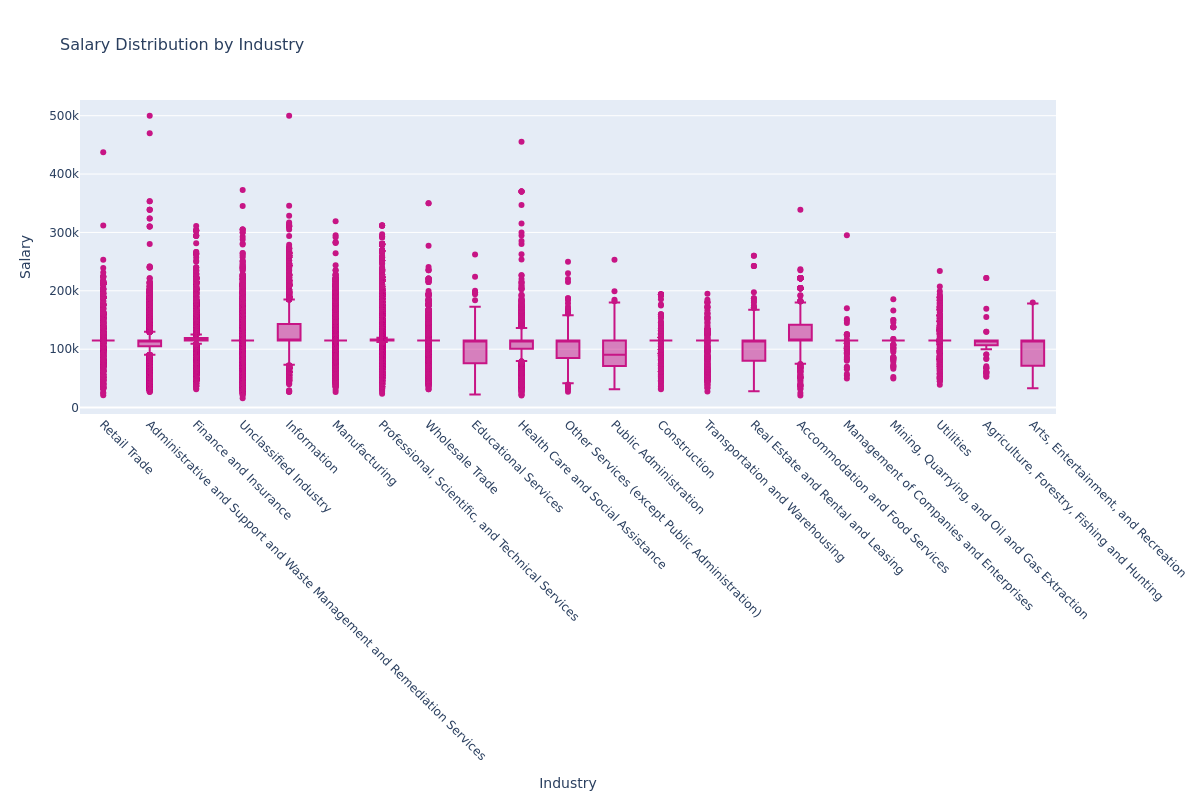 Salary Distribution by Industry
500k
400k
300k
200k
100k
0
Salary
Retail Trade
Administrative and Support and Waste Management and Remediation Services
Finance and Insurance
Unclassified Industry
Information
Manufacturing
Professional, Scientific, and Technical Services
Wholesale Trade
Educational Services
Health Care and Social Assistance
Other Services (except Public Administration)
Public Administration
Construction
Transportation and Warehousing
Real Estate and Rental and Leasing
Accommodation and Food Services
Management of Companies and Enterprises
Mining, Quarrying, and Oil and Gas Extraction
Utilities
Agriculture, Forestry, Fishing and Hunting
Arts, Entertainment, and Recreation
Industry